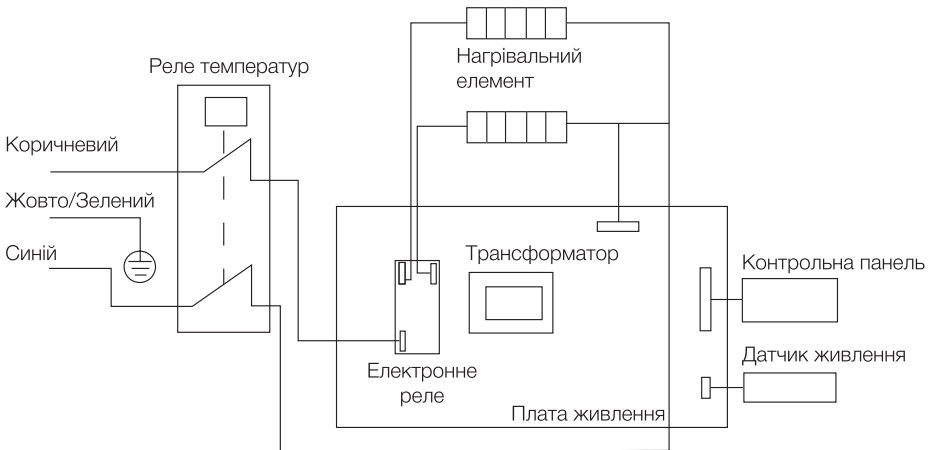 Нагрівальний
елемент
Реле температур
Коричневий
Жовто/Зелений
Синій
Трансформатор
Контрольна панель
Датчик живлення
Електронне
реле
Плата живлення